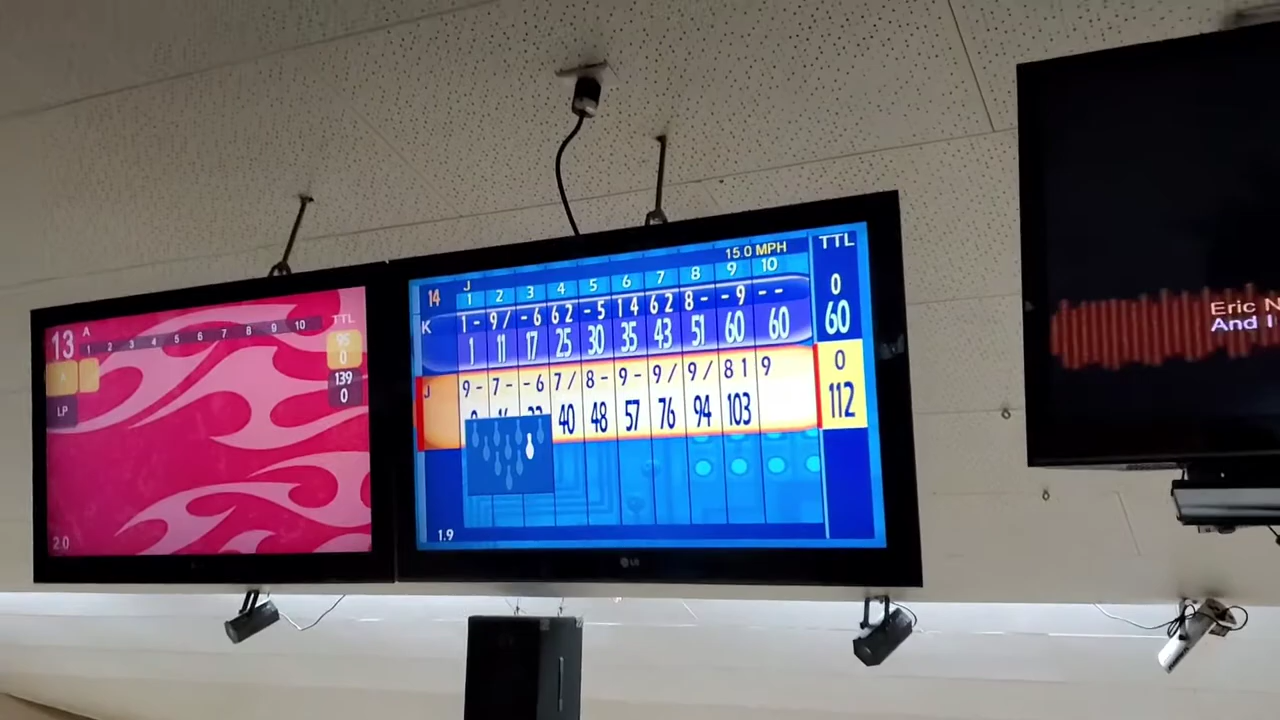 13 A 1 2 3 4 5 6 7 8 9 10 TTL
95
0
LP 139
0
2.0
14 J 15.0 MPH TTL
1 2 3 4 5 6 7 8 9 10
K 1 - 9 / - 6 6 2 - 5 1 4 6 2 8 - - 9 - - 0
1 11 17 25 30 35 43 51 60 60 60
J 9 - 7 - - 6 7 / 8 - 9 - 9 / 9 / 8 1 9 0
40 48 57 76 94 103 112
1.9
LG
Eric
And